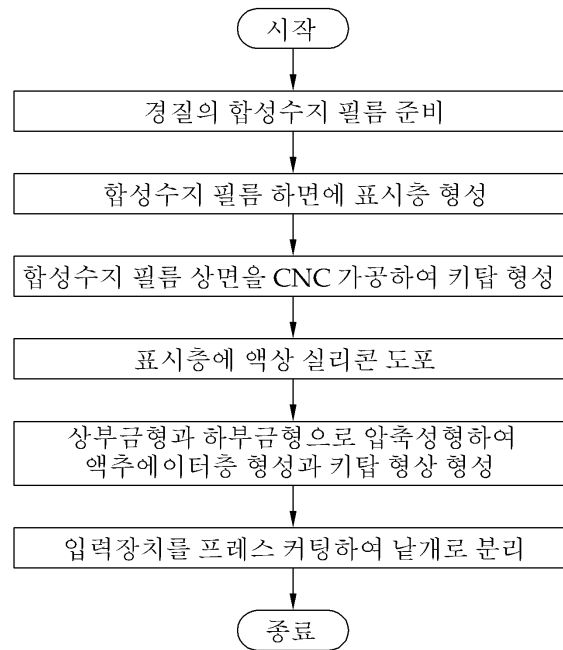 시작
경질의 합성수지 필름 준비
합성수지 필름 하면에 표시층 형성
합성수지 필름 상면을 CNC 가공하여 키탑 형성
표시층에 액상 실리콘 도포
상부금형과 하부금형으로 압축성형하여
액추에이터층 형성과 키탑 형상 형성
입력장치를 프레스 커팅하여 낱개로 분리
종료